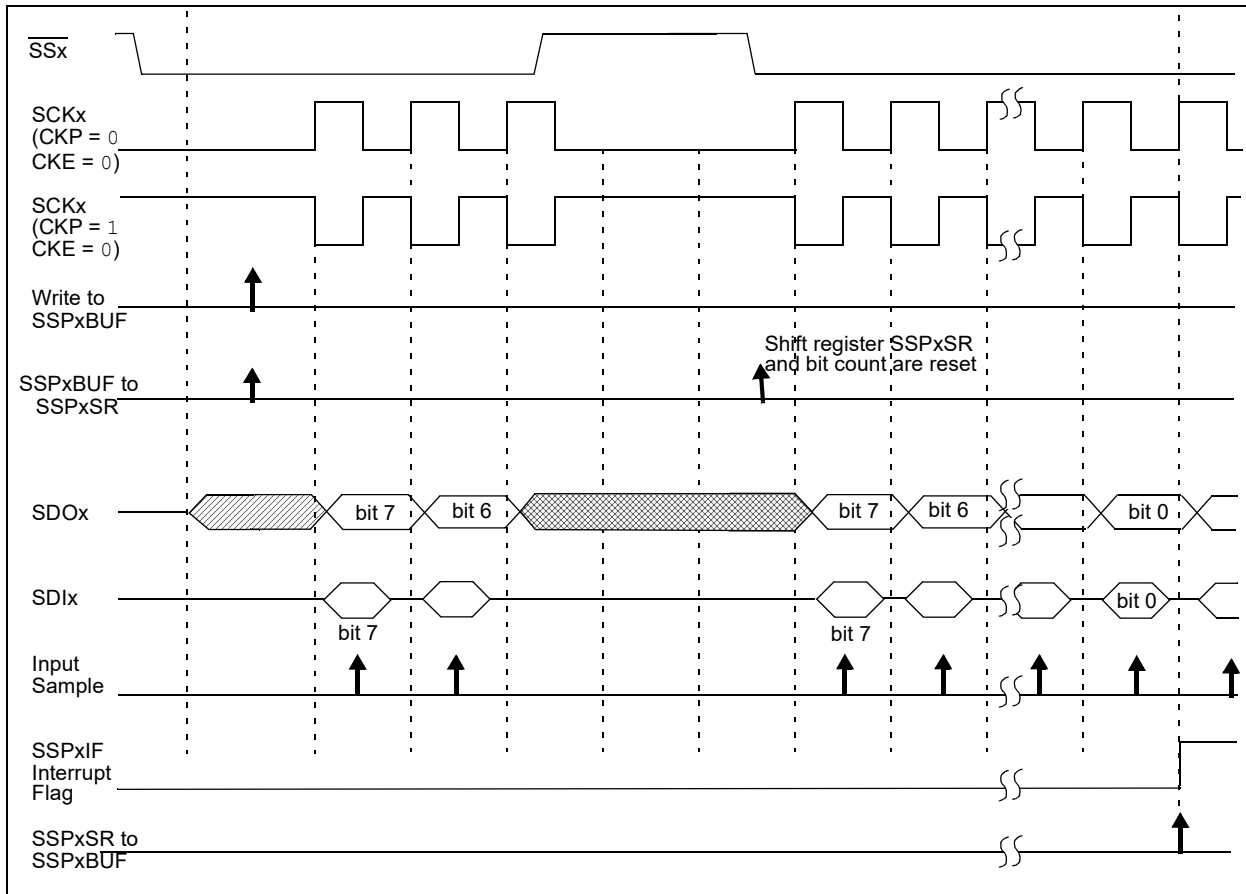 SSx
SCKx
(CKP = 0
CKE = 0)
SCKx
(CKP = 1
CKE = 0)
Write to
SSPxBUF
Shift register SSPxSR
and bit count are reset
SSPxBUF to
SSPxSR
SDOx
bit 7
bit 6
bit 7
bit 6
bit 0
SDIx
bit 0
bit 7
bit 7
Input
Sample
SSPxIF
Interrupt
Flag
SSPxSR to
SSPxBUF